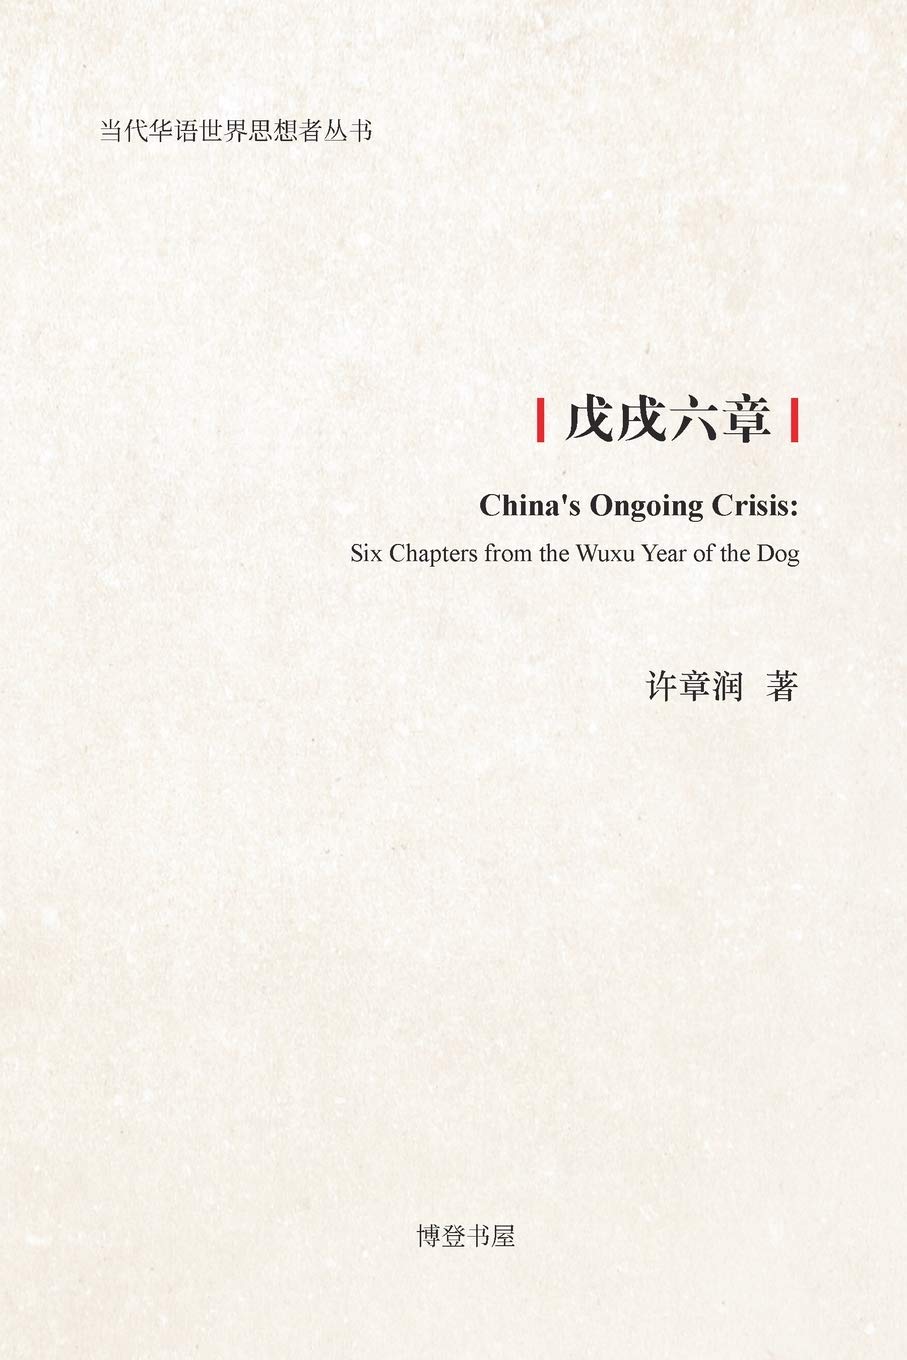 当代华语世界思想者丛书
戊戌六章
China's Ongoing Crisis:
Six Chapters from the Wuxu Year of the Dog
许章润 著
博登书屋